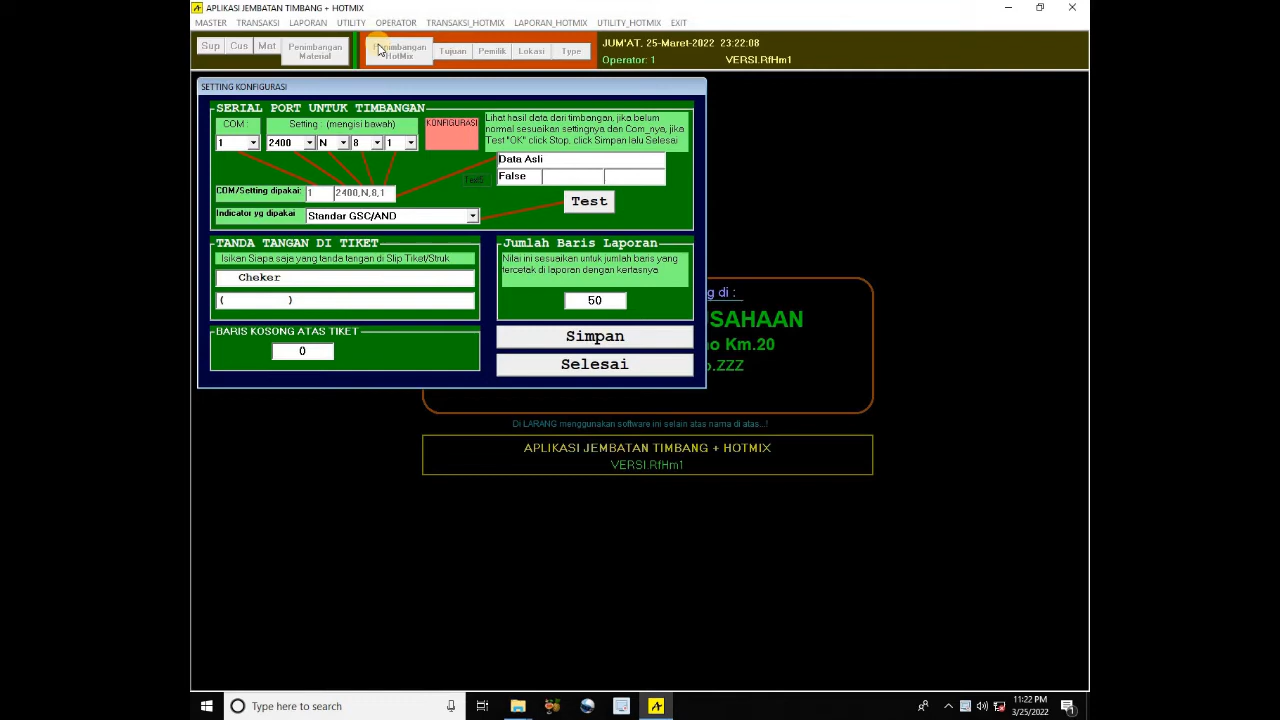 APLIKASI JEMBATAN TIMBANG + HOTMIX
MASTER TRANSAKSI LAPORAN UTILITY OPERATOR TRANSAKSI_HOTMIX LAPORAN_HOTMIX UTILITY_HOTMIX EXIT
Sup Cus Mat Penimbangan Material
Penimbangan HotMix Tujuan Pemilik Lokasi Type
JUM'AT, 25-Maret-2022 23:22:08
Operator: 1 VERSI.RfHm1
SETTING KONFIGURASI
SERIAL PORT UNTUK TIMBANGAN
COM :
Setting : (mengisi bawah)
KONFIGURASI
1
2400 N 8 1
Lihat hasil data dari timbangan, jika belum
normal sesuaikan settingnya dan Com_nya, jika
Test "OK" click Stop, click Simpan lalu Selesai
Data Asli
False
COM/Setting dipakai: 1 2400,N,8,1
Test
Indicator yg dipakai Standar GSC/AND
TANDA TANGAN DI TIKET
Isikan Siapa saja yang tanda tangan di Slip Tiket/Struk
Cheker
( )
Jumlah Baris Laporan
Nilai ini sesuaikan untuk jumlah baris yang
tercetak di laporan dengan kertasnya
50
BARIS KOSONG ATAS TIKET
0
Simpan
Selesai
g di :
SAHAAN
o Km.20
.ZZZ
Di LARANG menggunakan software ini selain atas nama di atas...!
APLIKASI JEMBATAN TIMBANG + HOTMIX
VERSI.RfHm1
Type here to search
11:22 PM
3/25/2022
1